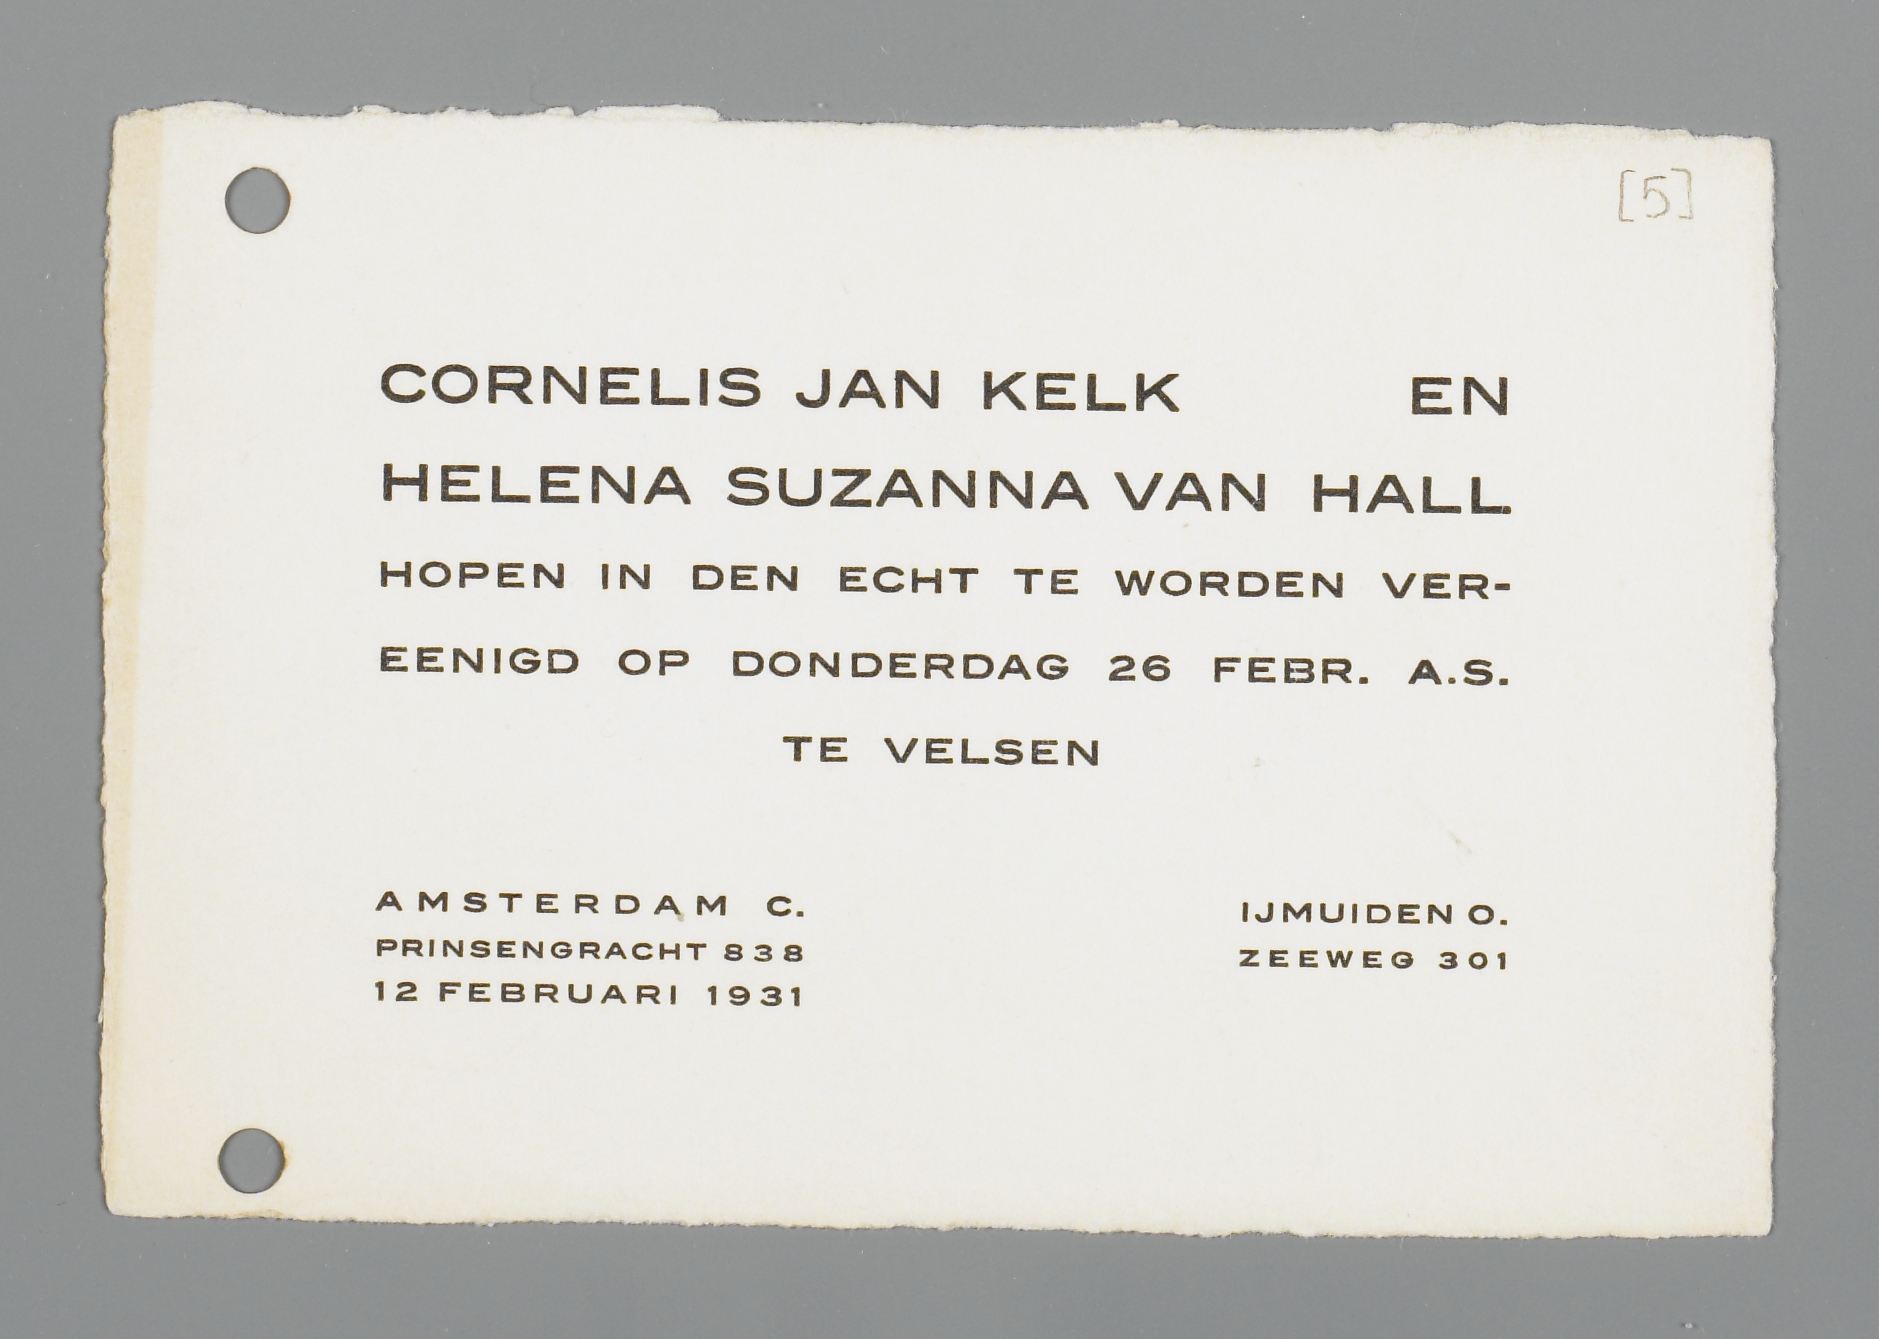 [5]
CORNELIS JAN KELK EN
HELENA SUZANNA VAN HALL
HOPEN IN DEN ECHT TE WORDEN VER-
EENIGD OP DONDERDAG 26 FEBR. A.S.
TE VELSEN
AMSTERDAM C.
PRINSENGRACHT 838
12 FEBRUARI 1931
IJMUIDEN O.
ZEEWEG 301